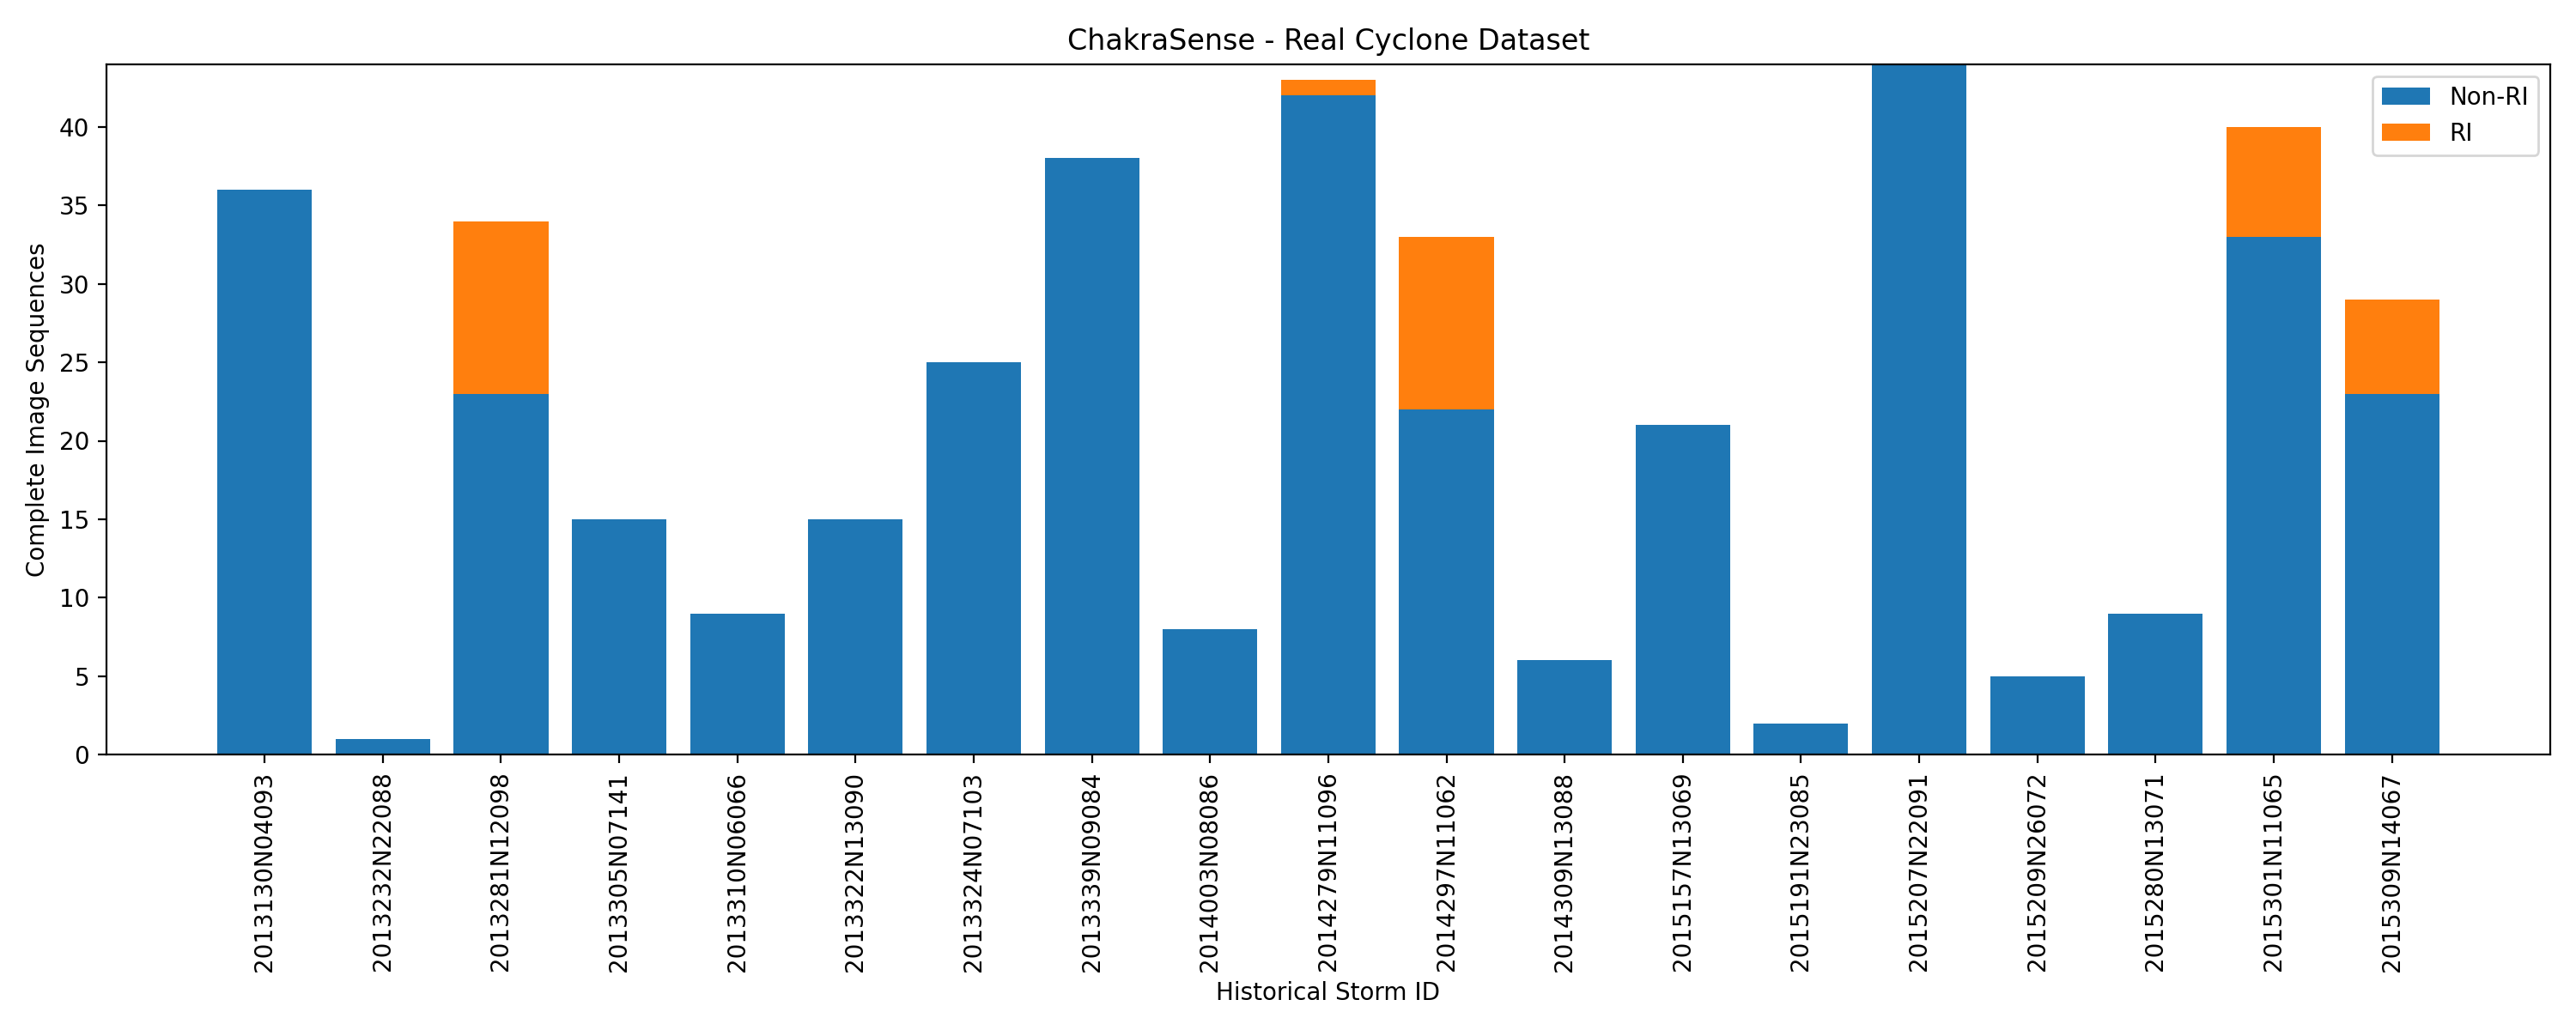 ChakraSense - Real Cyclone Dataset
Non-RI
RI
Complete Image Sequences
40
35
30
25
20
15
10
5
0
2013130N04093
2013232N22088
2013281N12098
2013305N07141
2013310N06066
2013322N13090
2013324N07103
2013339N09084
2014003N08086
2014279N11096
2014297N11062
2014309N13088
2015157N13069
2015191N23085
2015207N22091
2015209N26072
2015280N13071
2015301N11065
2015309N14067
Historical Storm ID